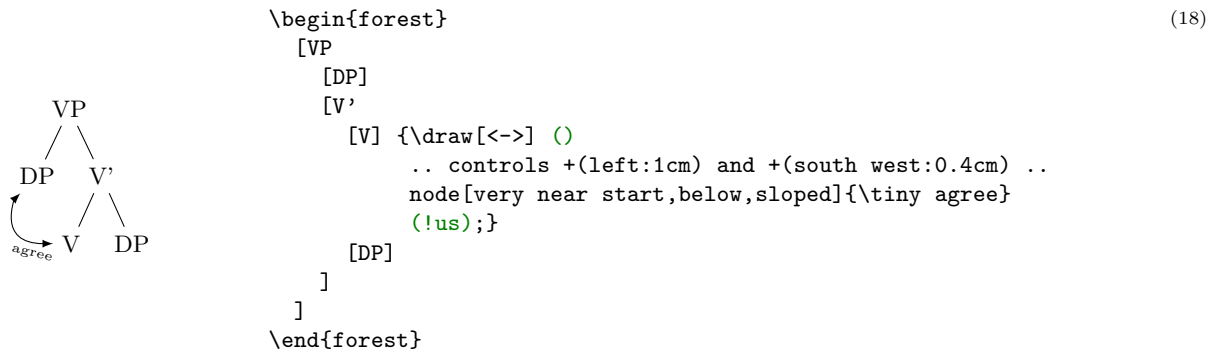 \begin{forest}
(18)
[VP
[DP]
[V'
[V] {\draw[<->] ()
.. controls +(left:1cm) and +(south west:0.4cm) ..
node[very near start,below,sloped]{\tiny agree}
(!us);}
[DP]
]
]
\end{forest}
VP
DP V'
V DP
agree